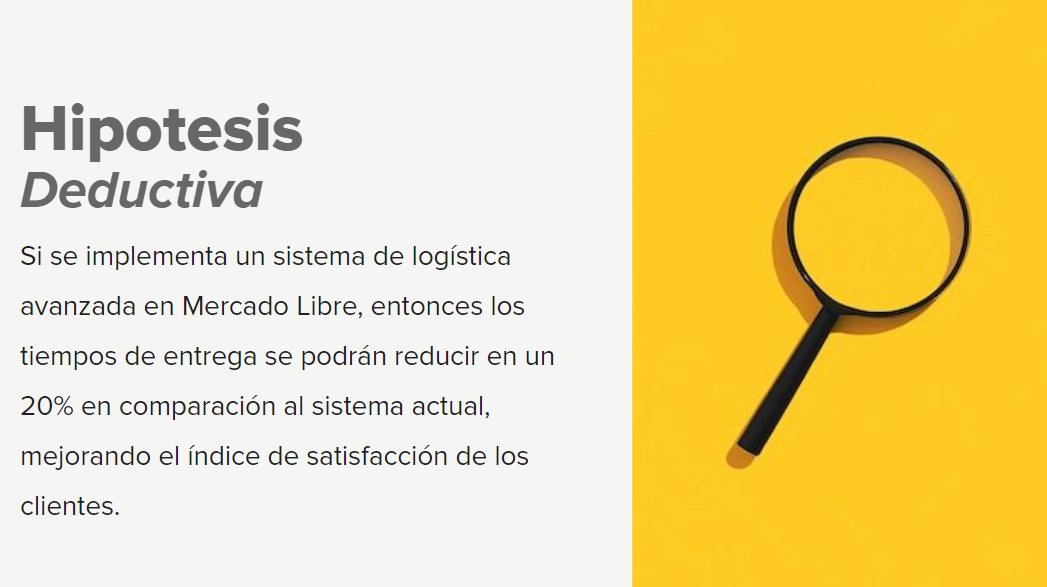 Hipotesis
Deductiva
Si se implementa un sistema de logística
avanzada en Mercado Libre, entonces los
tiempos de entrega se podrán reducir en un
20% en comparación al sistema actual,
mejorando el índice de satisfacción de los
clientes.